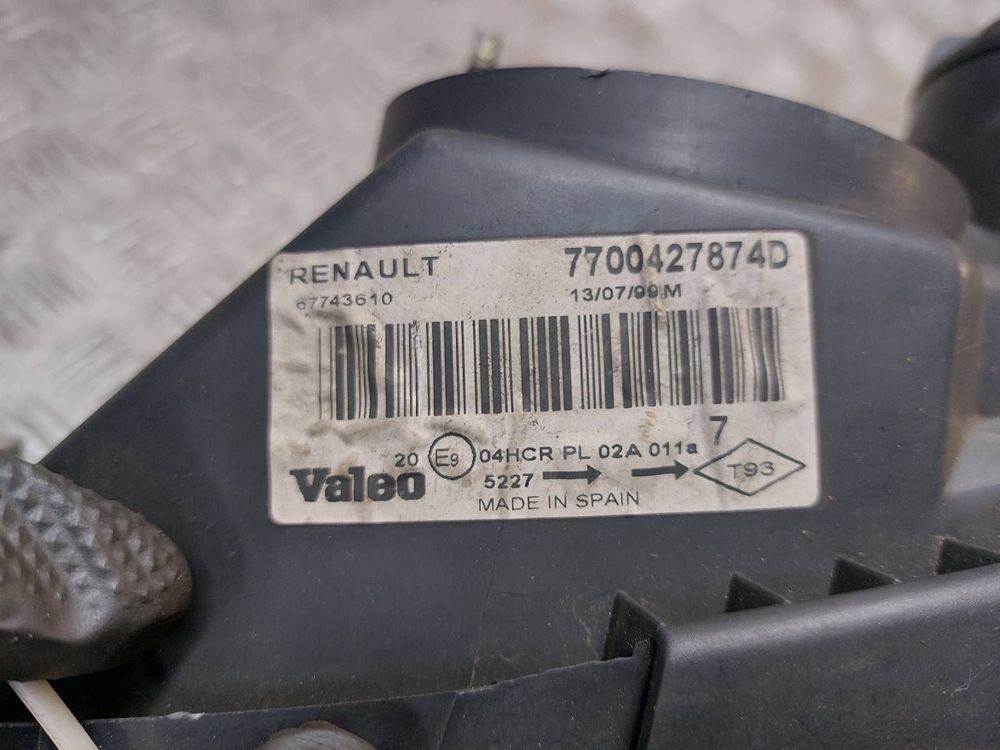 RENAULT 7700427874D
67743610 13/07/99 M
7
20 E9 04HCR PL 02A 011a
Valeo 5227 T93
MADE IN SPAIN